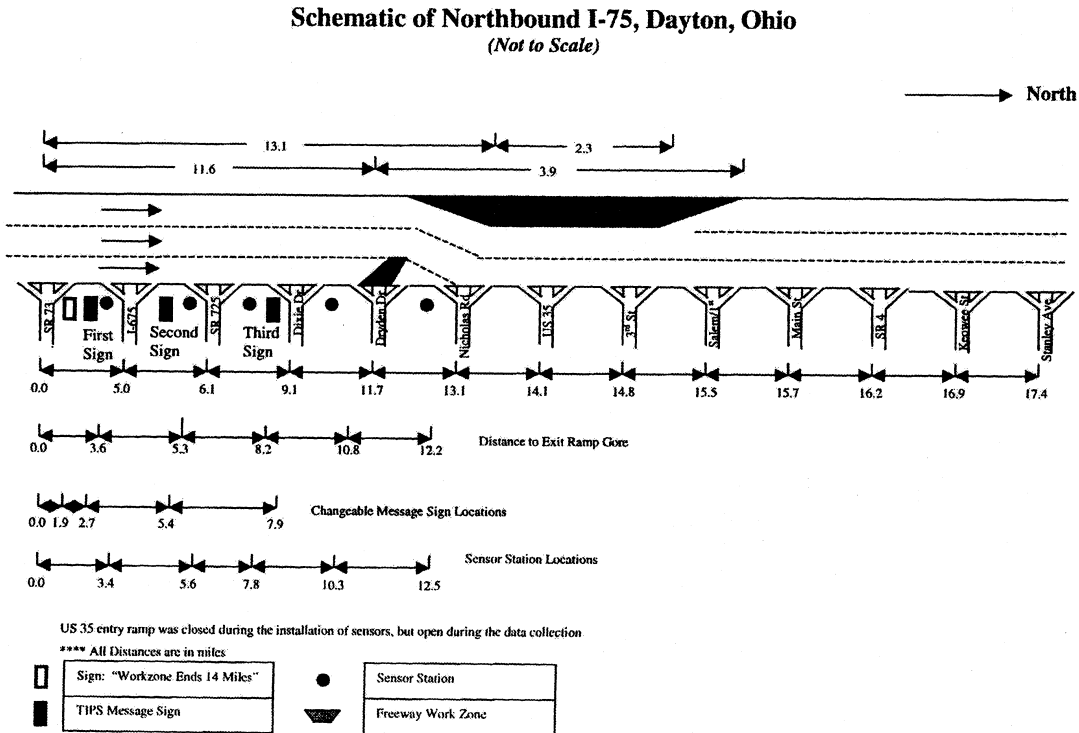 Schematic of Northbound I-75, Dayton, Ohio
(Not to Scale)
North
13.1
2.3
11.6
3.9
SR 73
I-675
SR 725
Dixie Dr
Dryden Dr
Nicholas Rd
US 35
3rd St
Salem/1st
Main St
SR 4
Keowee St
Stanley Ave
First
Sign
Second
Sign
Third
Sign
0.0 5.0 6.1 9.1 11.7 13.1 14.1 14.8 15.5 15.7 16.2 16.9 17.4
0.0 3.6 5.3 8.2 10.8 12.2
Distance to Exit Ramp Gore
0.0 1.9 2.7 5.4 7.9
Changeable Message Sign Locations
0.0 3.4 5.6 7.8 10.3 12.5
Sensor Station Locations
US 35 entry ramp was closed during the installation of sensors, but open during the data collection
**** All Distances are in miles
Sign: "Workzone Ends 14 Miles"
Sensor Station
TIPS Message Sign
Freeway Work Zone